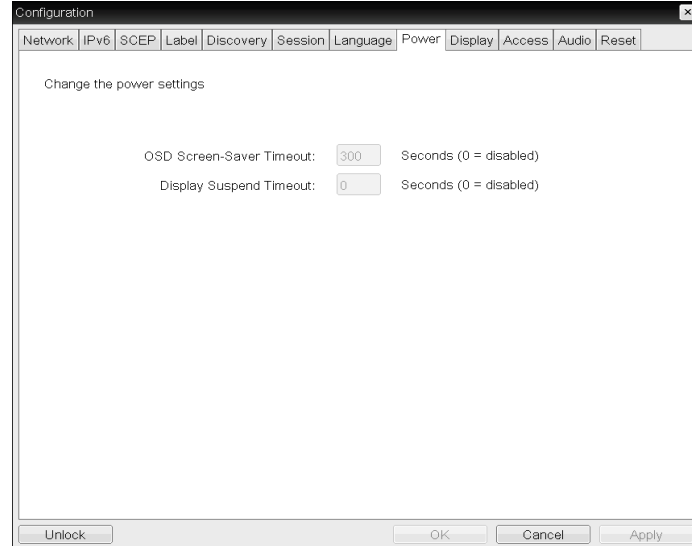 Configuration
Network IPv6 SCEP Label Discovery Session Language Power Display Access Audio Reset
Change the power settings
OSD Screen-Saver Timeout: 300 Seconds (0 = disabled)
Display Suspend Timeout: 0 Seconds (0 = disabled)
Unlock OK Cancel Apply